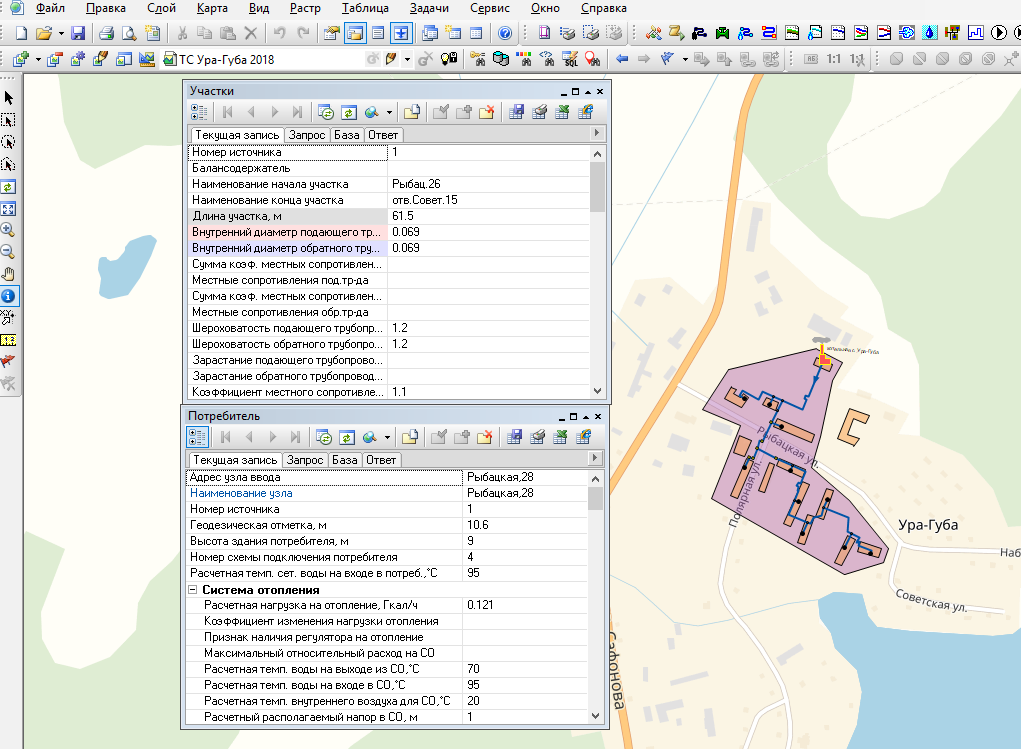 Файл Правка Слой Карта Вид Растр Таблица Задачи Сервис Окно Справка
ТС Ура-Губа 2018
SQL
1:1
Участки
Текущая запись Запрос База Ответ
Номер источника 1
Балансодержатель
Наименование начала участка Рыбац.26
Наименование конца участка отв.Совет.15
Длина участка, м 61.5
Внутренний диаметр подающего тр... 0.069
Внутренний диаметр обратного тру... 0.069
Сумма коэф. местных сопротивлен...
Местные сопротивления под.тр-да
Сумма коэф. местных сопротивлен...
Местные сопротивления обр.тр-да
Шероховатость подающего трубопр... 1.2
Шероховатость обратного трубопро... 1.2
Зарастание подающего трубопрово...
Зарастание обратного трубопровод...
Коэффициент местного сопротивле... 1.1
Потребитель
Текущая запись Запрос База Ответ
Адрес узла ввода Рыбацкая,28
Наименование узла Рыбацкая,28
Номер источника 1
Геодезическая отметка, м 10.6
Высота здания потребителя, м 9
Номер схемы подключения потребителя 4
Расчетная темп. сет. воды на входе в потреб.,°C 95
Система отопления
Расчетная нагрузка на отопление, Гкал/ч 0.121
Коэффициент изменения нагрузки отопления
Признак наличия регулятора на отопление
Максимальный относительный расход на СО
Расчетная темп. воды на выходе из СО,°C 70
Расчетная темп. воды на входе в СО,°C 95
Расчетная темп. внутреннего воздуха для СО,°C 20
Расчетный располагаемый напор в СО, м 1
Рыбацкая ул.
Полярная ул.
Ура-Губа
Наб
Советская ул.
Сафонова